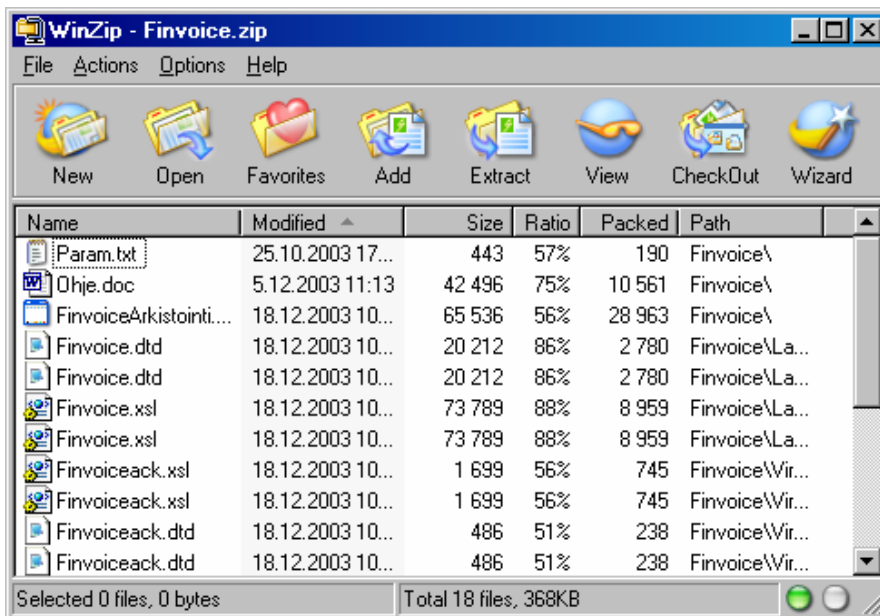 WinZip - Finvoice.zip
File Actions Options Help
New Open Favorites Add Extract View CheckOut Wizard
Name Modified Size Ratio Packed Path
Param.txt 25.10.2003 17... 443 57% 190 Finvoice\
Ohje.doc 5.12.2003 11:13 42 496 75% 10 561 Finvoice\
FinvoiceArkistointi.... 18.12.2003 10... 65 536 56% 28 963 Finvoice\
Finvoice.dtd 18.12.2003 10... 20 212 86% 2 780 Finvoice\La...
Finvoice.dtd 18.12.2003 10... 20 212 86% 2 780 Finvoice\La...
Finvoice.xsl 18.12.2003 10... 73 789 88% 8 959 Finvoice\La...
Finvoice.xsl 18.12.2003 10... 73 789 88% 8 959 Finvoice\La...
Finvoiceack.xsl 18.12.2003 10... 1 699 56% 745 Finvoice\Vir...
Finvoiceack.xsl 18.12.2003 10... 1 699 56% 745 Finvoice\Vir...
Finvoiceack.dtd 18.12.2003 10... 486 51% 238 Finvoice\Vir...
Finvoiceack.dtd 18.12.2003 10... 486 51% 238 Finvoice\Vir...
Selected 0 files, 0 bytes Total 18 files, 368KB